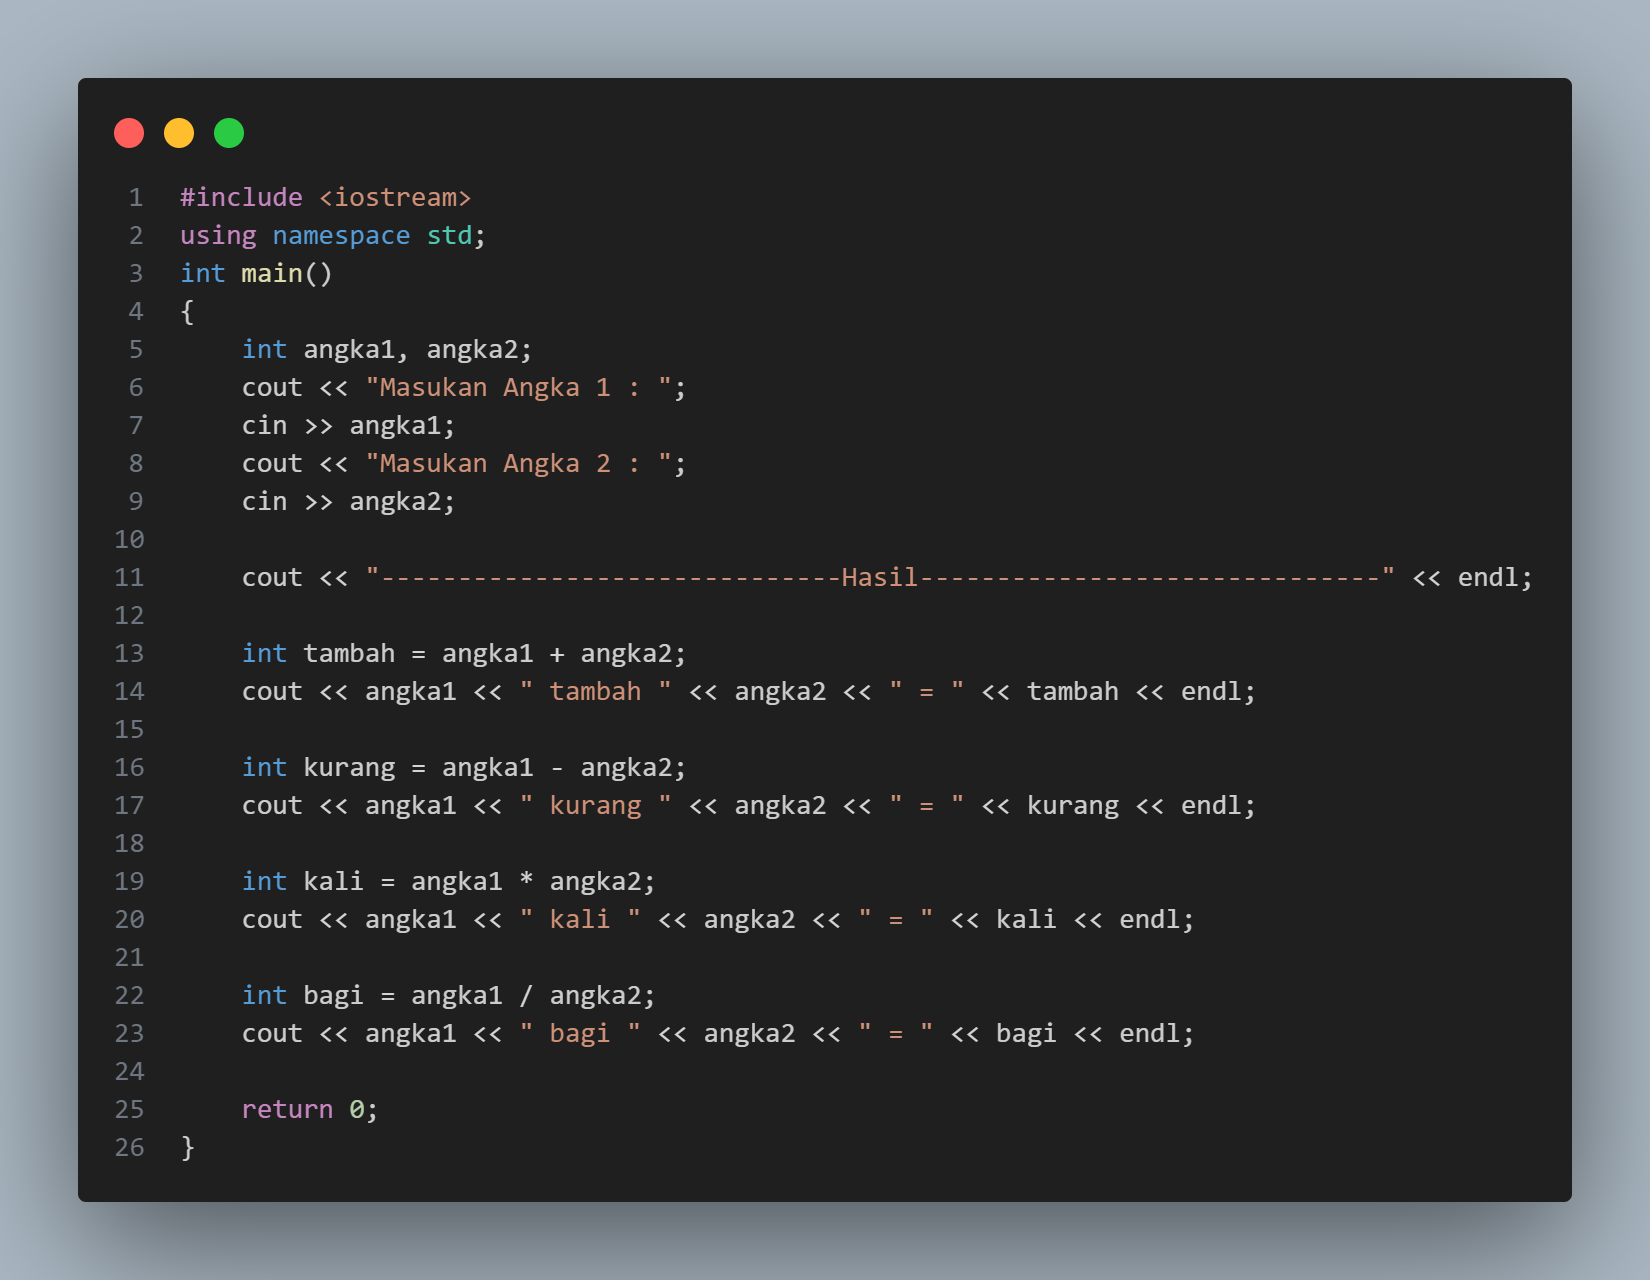 1 #include <iostream>
2 using namespace std;
3 int main()
4 {
5     int angka1, angka2;
6     cout << "Masukan Angka 1 : ";
7     cin >> angka1;
8     cout << "Masukan Angka 2 : ";
9     cin >> angka2;
10
11     cout << "------------------------------Hasil------------------------------" << endl;
12
13     int tambah = angka1 + angka2;
14     cout << angka1 << " tambah " << angka2 << " = " << tambah << endl;
15
16     int kurang = angka1 - angka2;
17     cout << angka1 << " kurang " << angka2 << " = " << kurang << endl;
18
19     int kali = angka1 * angka2;
20     cout << angka1 << " kali " << angka2 << " = " << kali << endl;
21
22     int bagi = angka1 / angka2;
23     cout << angka1 << " bagi " << angka2 << " = " << bagi << endl;
24
25     return 0;
26 }